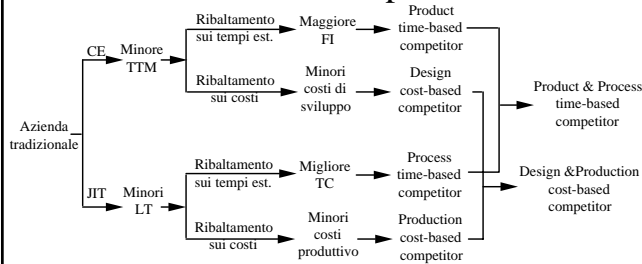 Azienda
tradizionale
CE
Minore
TTM
Ribaltamento
sui tempi est.
Maggiore
FI
Product
time-based
competitor
Ribaltamento
sui costi
Minori
costi di
sviluppo
Design
cost-based
competitor
JIT
Minori
LT
Ribaltamento
sui tempi est.
Migliore
TC
Process
time-based
competitor
Ribaltamento
sui costi
Minori
costi
produttivo
Production
cost-based
competitor
Product & Process
time-based
competitor
Design &Production
cost-based
competitor